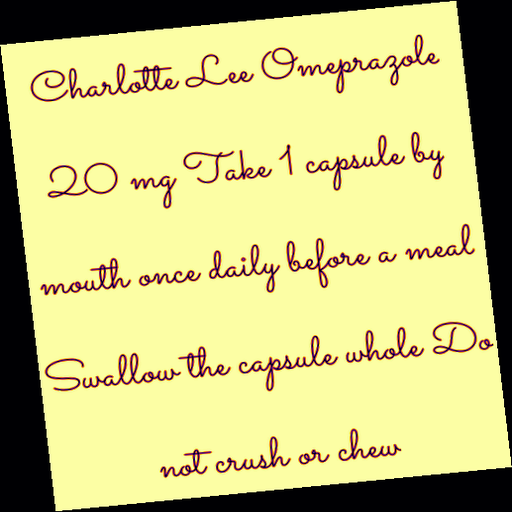 Charlotte Lee Omeprazole
20 mg Take 1 capsule by
mouth once daily before a meal
Swallow the capsule whole Do
not crush or chew